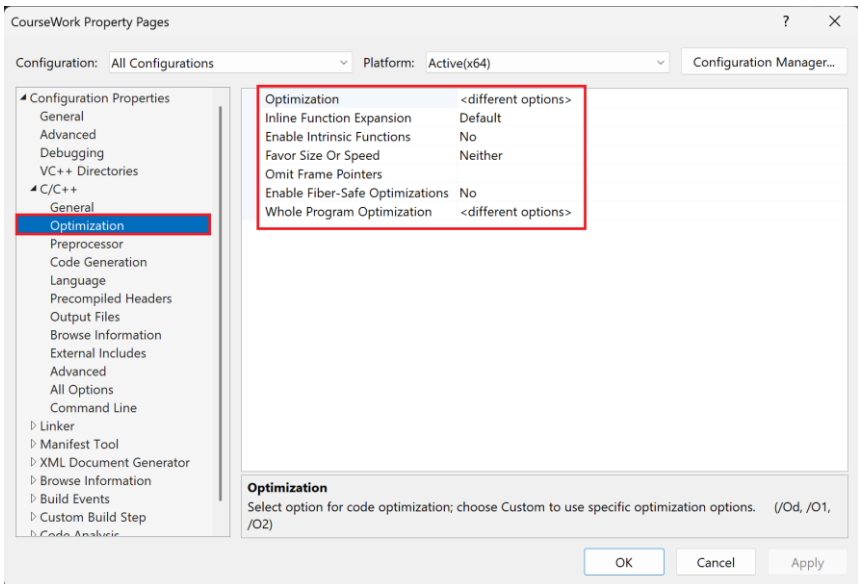 CourseWork Property Pages ? ×
Configuration: All Configurations Platform: Active(x64) Configuration Manager...
Configuration Properties
General
Advanced
Debugging
VC++ Directories
C/C++
General
Optimization
Preprocessor
Code Generation
Language
Precompiled Headers
Output Files
Browse Information
External Includes
Advanced
All Options
Command Line
Linker
Manifest Tool
XML Document Generator
Browse Information
Build Events
Custom Build Step
Code Analysis
Optimization <different options>
Inline Function Expansion Default
Enable Intrinsic Functions No
Favor Size Or Speed Neither
Omit Frame Pointers
Enable Fiber-Safe Optimizations No
Whole Program Optimization <different options>
Optimization
Select option for code optimization; choose Custom to use specific optimization options. (/Od, /O1,
/O2)
OK Cancel Apply